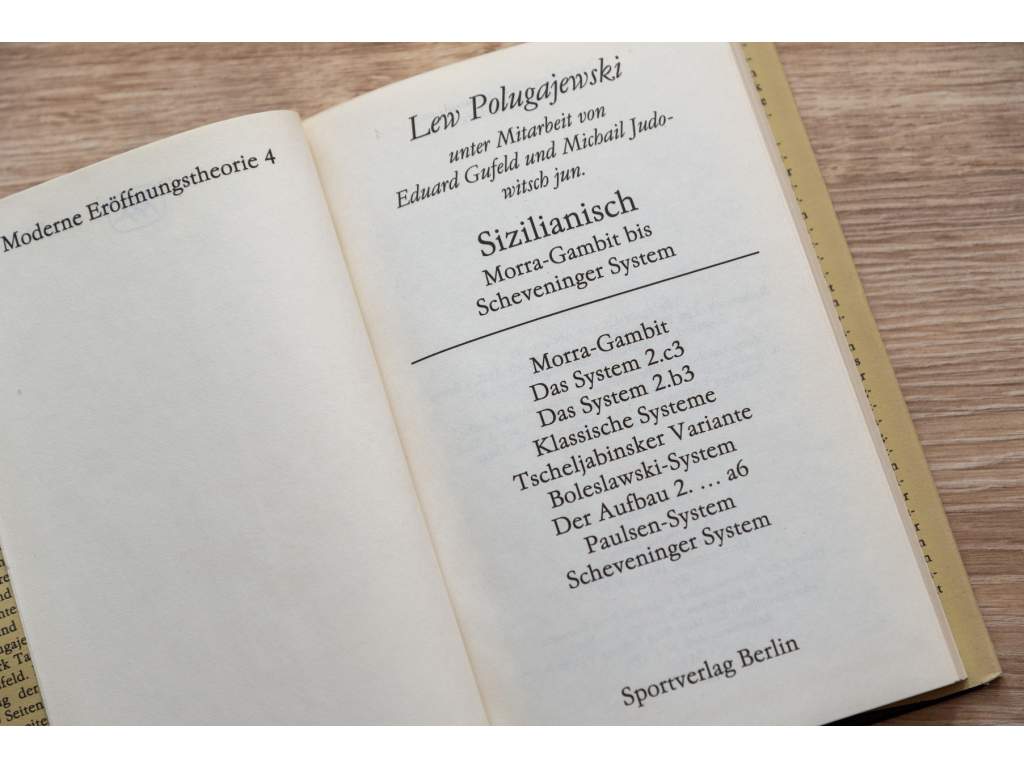 Moderne Eröffnungstheorie 4
Lew Polugajewski
unter Mitarbeit von
Eduard Gufeld und Michail Judo-
witsch jun.
Sizilianisch
Morra-Gambit bis
Scheveninger System
Morra-Gambit
Das System 2.c3
Das System 2.b3
Klassische Systeme
Tscheljabinsker Variante
Boleslawski-System
Der Aufbau 2. ... a6
Paulsen-System
Scheveninger System
Sportverlag Berlin